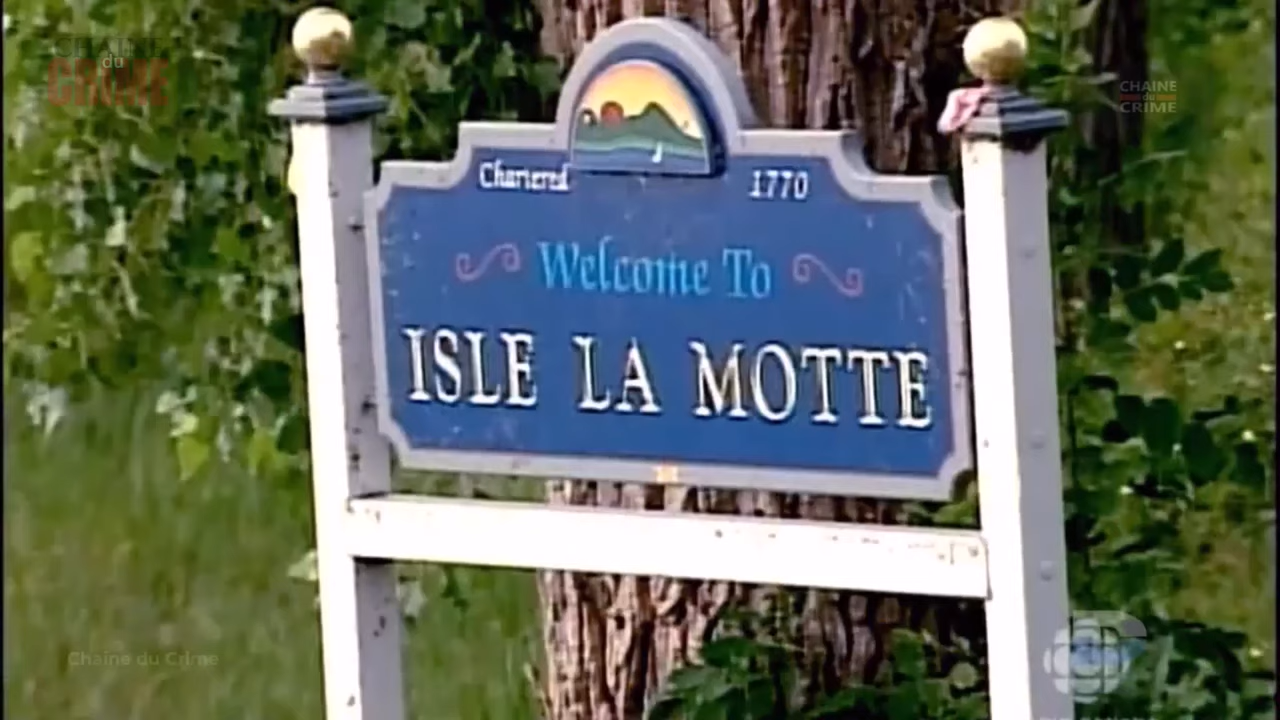 CHAINE
du
CRIME
CHAINE
du
CRIME
Chartered 1770
Welcome To
ISLE LA MOTTE
Chaine du Crime